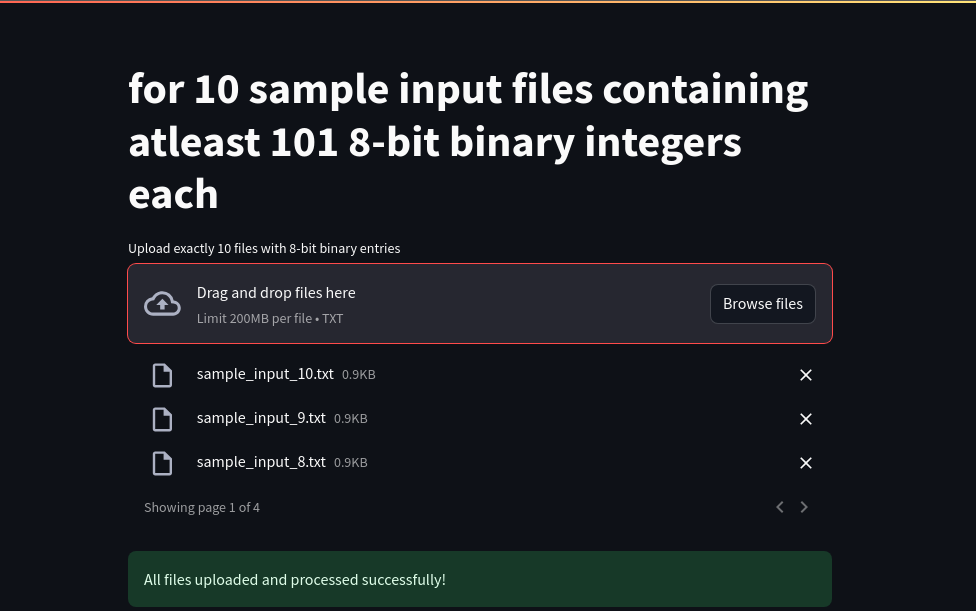 for 10 sample input files containing
atleast 101 8-bit binary integers
each
Upload exactly 10 files with 8-bit binary entries
Drag and drop files here
Limit 200MB per file • TXT
Browse files
sample_input_10.txt 0.9KB
sample_input_9.txt 0.9KB
sample_input_8.txt 0.9KB
Showing page 1 of 4
All files uploaded and processed successfully!